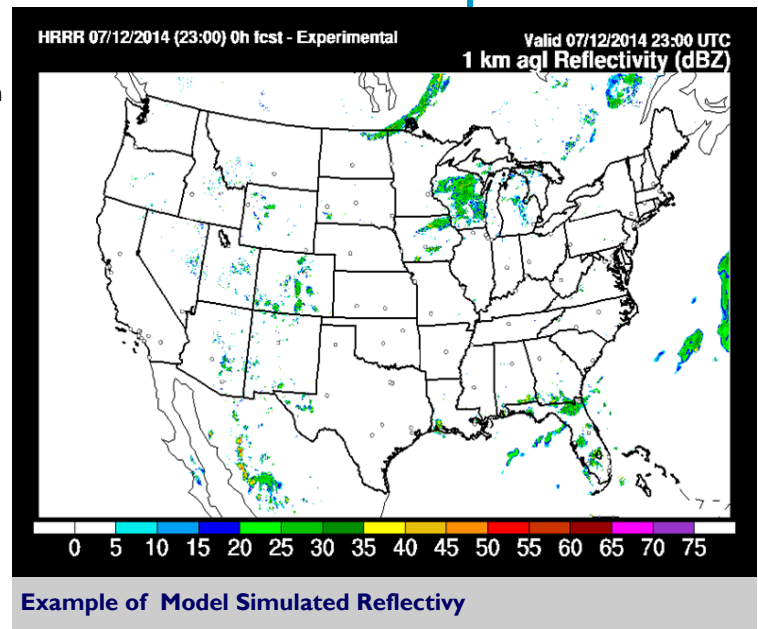 HRRR 07/12/2014 (23:00) 0h fcst - Experimental
Valid 07/12/2014 23:00 UTC
1 km agl Reflectivity (dBZ)
0 5 10 15 20 25 30 35 40 45 50 55 60 65 70 75
Example of Model Simulated Reflectivy